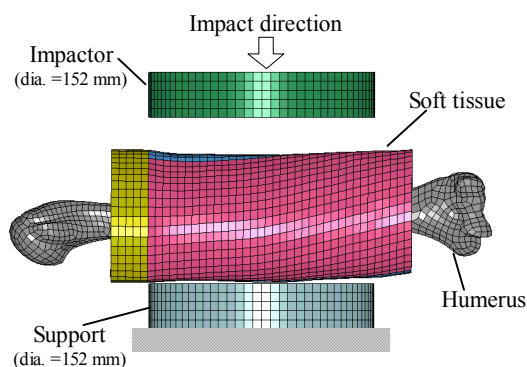 Impact direction
Impactor
(dia. =152 mm)
Soft tissue
Humerus
Support
(dia. =152 mm)